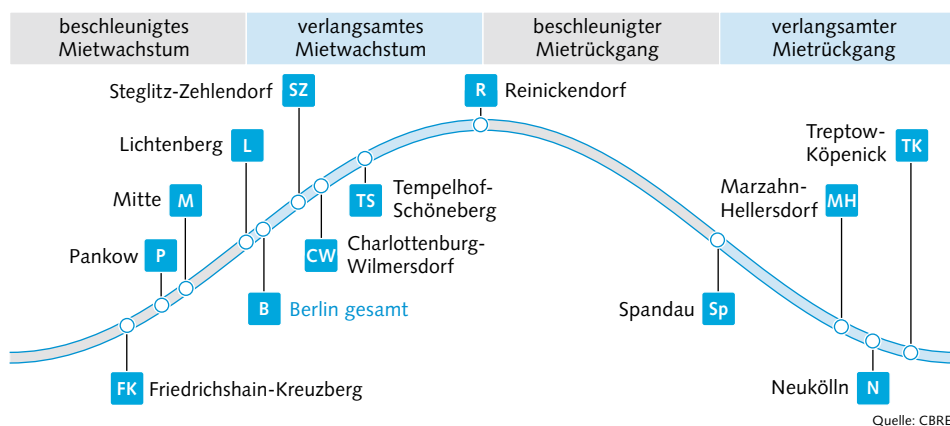 beschleunigtes
Mietwachstum
verlangsamtes
Mietwachstum
beschleunigter
Mietrückgang
verlangsamter
Mietrückgang
Steglitz-Zehlendorf SZ
R Reinickendorf
Lichtenberg L
Treptow-
Köpenick TK
Mitte M
TS Tempelhof-
Schöneberg
Marzahn-
Hellersdorf MH
Pankow P
CW Charlottenburg-
Wilmersdorf
B Berlin gesamt
Spandau Sp
FK Friedrichshain-Kreuzberg
Neukölln N
Quelle: CBRE